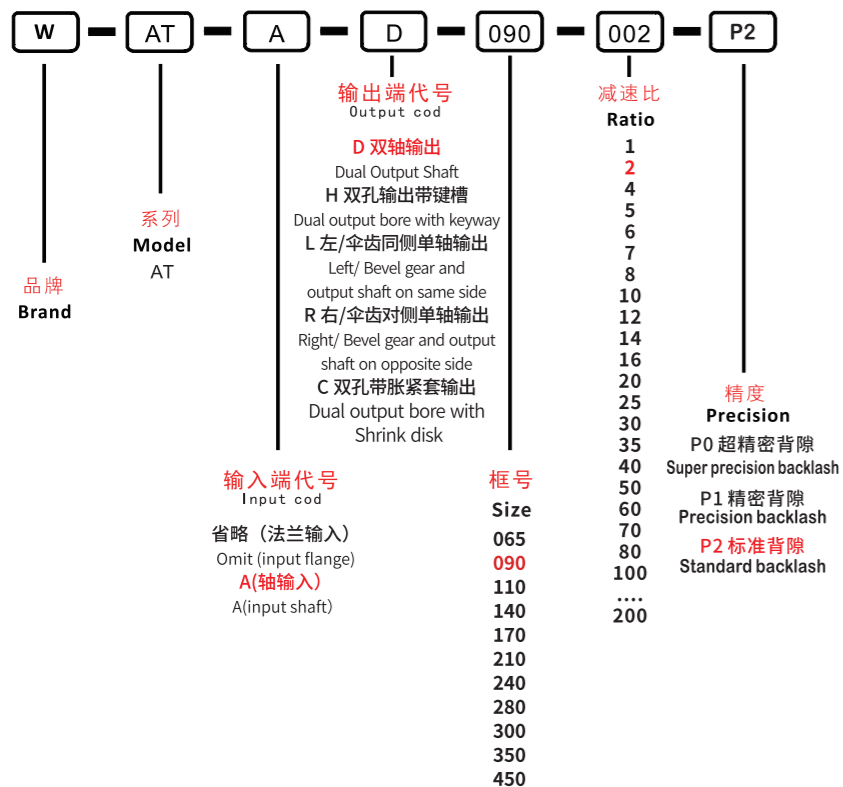 W AT A D 090 002 P2
品牌
Brand
系列
Model
AT
输入端代号
Input cod
省略（法兰输入）
Omit (input flange)
A(轴输入）
A(input shaft）
输出端代号
Output cod
D 双轴输出
Dual Output Shaft
H 双孔输出带键槽
Dual output bore with keyway
L 左/伞齿同侧单轴输出
Left/ Bevel gear and
output shaft on same side
R 右/伞齿对侧单轴输出
Right/ Bevel gear and output
shaft on opposite side
C 双孔带胀紧套输出
Dual output bore with
Shrink disk
框号
Size
065
090
110
140
170
210
240
280
300
350
450
减速比
Ratio
1
2
4
5
6
7
8
10
12
14
16
20
25
30
35
40
50
60
70
80
100
....
200
精度
Precision
P0 超精密背隙
Super precision backlash
P1 精密背隙
Precision backlash
P2 标准背隙
Standard backlash